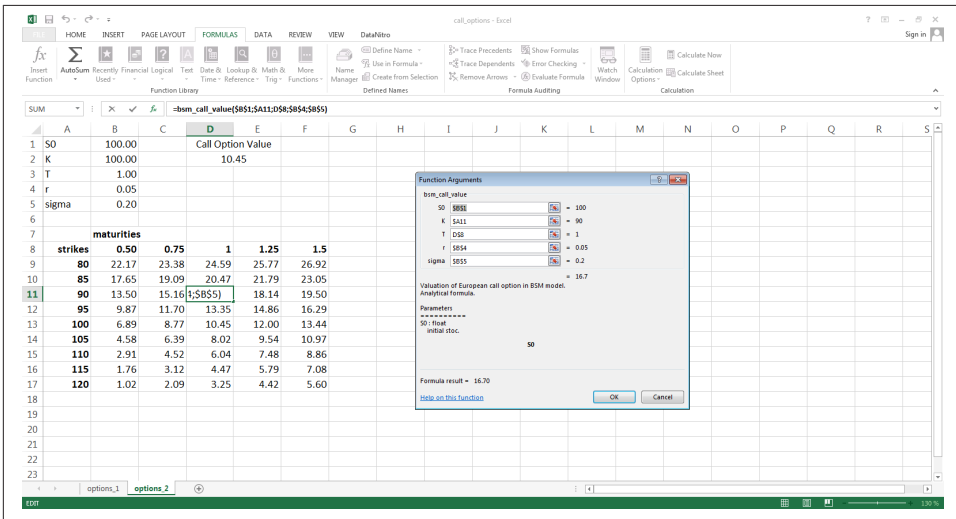 call_options - Excel
FILE HOME INSERT PAGE LAYOUT FORMULAS DATA REVIEW VIEW DataNitro Sign in
Insert Function
AutoSum
Recently Used
Financial
Logical
Text
Date & Time
Lookup & Reference
Math & Trig
More Functions
Function Library
Name Manager
Define Name
Use in Formula
Create from Selection
Defined Names
Trace Precedents
Trace Dependents
Remove Arrows
Show Formulas
Error Checking
Evaluate Formula
Watch Window
Formula Auditing
Calculation Options
Calculate Now
Calculate Sheet
Calculation
SUM fx =bsm_call_value($B$1;$A11;D$8;$B$4;$B$5)
A B C D E F G H I J K L M N O P Q R S
1 S0 100.00 Call Option Value
2 K 100.00 10.45
3 T 1.00
4 r 0.05
5 sigma 0.20
6
7 maturities
8 strikes 0.50 0.75 1 1.25 1.5
9 80 22.17 23.38 24.59 25.77 26.92
10 85 17.65 19.09 20.47 21.79 23.05
11 90 13.50 15.16 4;$B$5) 18.14 19.50
12 95 9.87 11.70 13.35 14.86 16.29
13 100 6.89 8.77 10.45 12.00 13.44
14 105 4.58 6.39 8.02 9.54 10.97
15 110 2.91 4.52 6.04 7.48 8.86
16 115 1.76 3.12 4.47 5.79 7.08
17 120 1.02 2.09 3.25 4.42 5.60
18
19
20
21
22
23
Function Arguments
bsm_call_value
S0 $B$1 = 100
K $A11 = 90
T D$8 = 1
r $B$4 = 0.05
sigma $B$5 = 0.2
= 16.7
Valuation of European call option in BSM model.
Analytical formula.
Parameters
==========
S0 : float
initial stoc.
S0
Formula result = 16.70
Help on this function
OK Cancel
options_1 options_2
EDIT 130 %